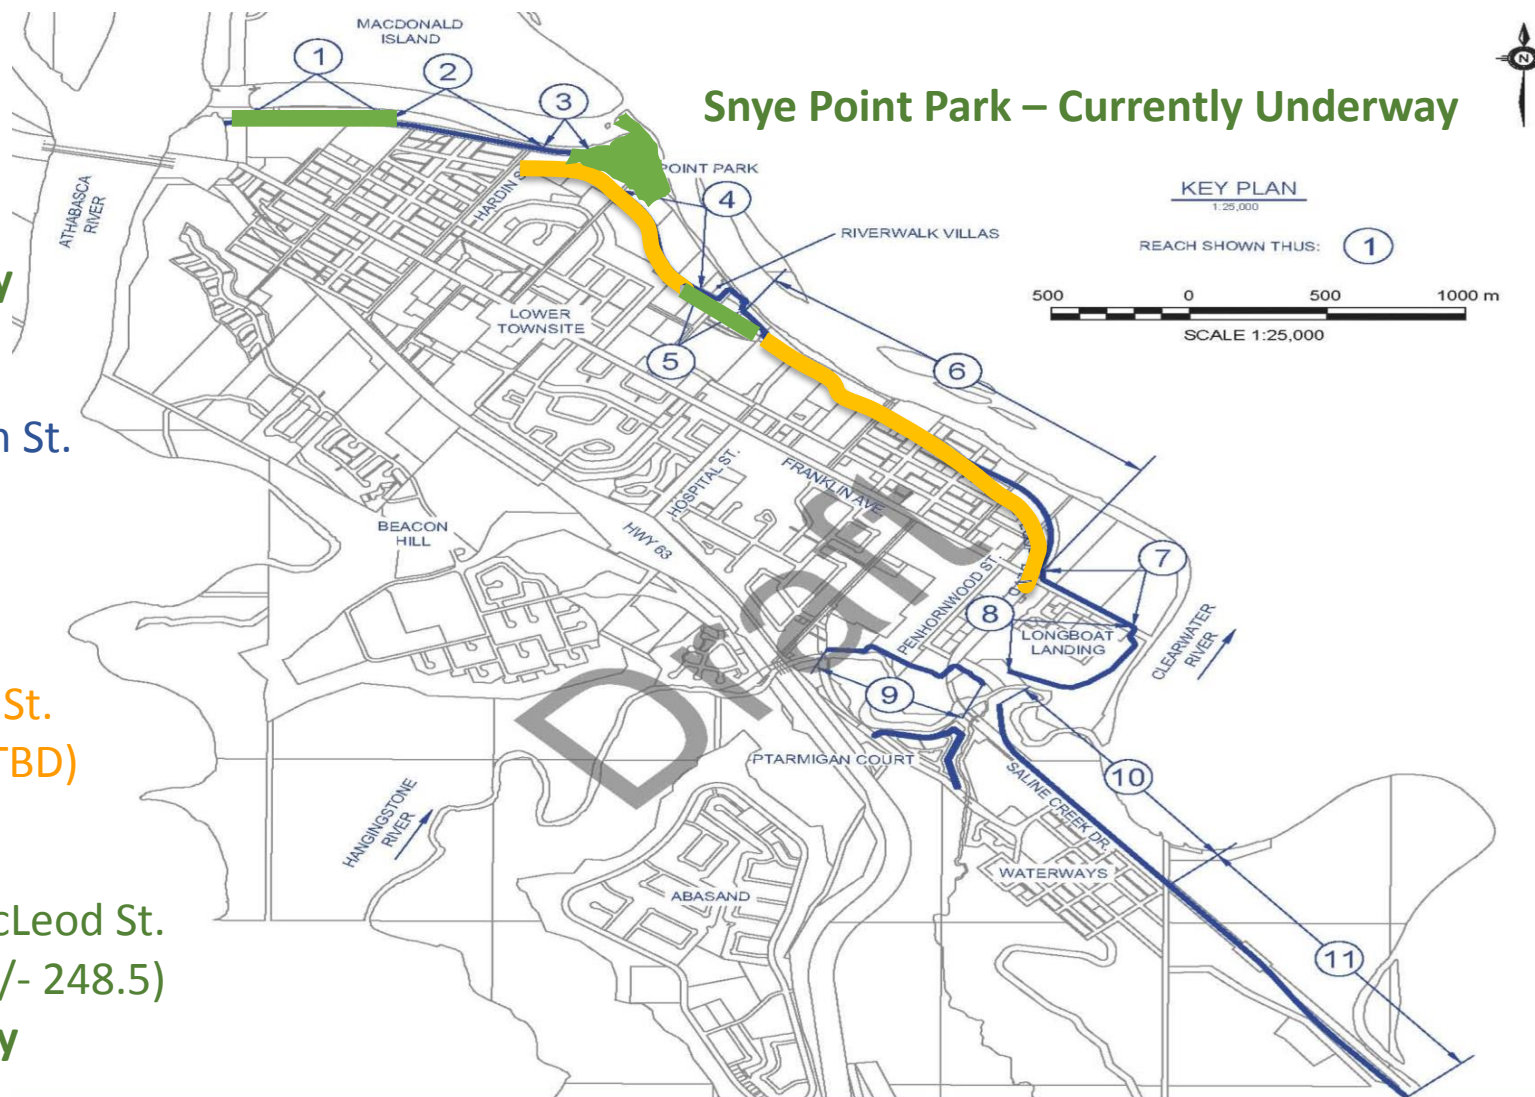 MACDONALD
ISLAND
1
2
3
Snye Point Park – Currently Underway
N
POINT PARK
KEY PLAN
1:25,000
HARDIN S
4
ATHABASCA
RIVER
RIVERWALK VILLAS
REACH SHOWN THUS: 1
y
500 0 500 1000 m
SCALE 1:25,000
LOWER
TOWNSITE
5
6
n St.
FRANKLIN AVE.
HOSPITAL ST.
BEACON
HILL
HWY 63
Draft
7
PENHORNWOOD ST.
8
LONGBOAT
LANDING
CLEARWATER
RIVER
9
St.
TBD)
PTARMIGAN COURT
10
SALINE CREEK DR.
HANGINGSTONE
RIVER
WATERWAYS
ABASAND
cLeod St.
11
/- 248.5)
y